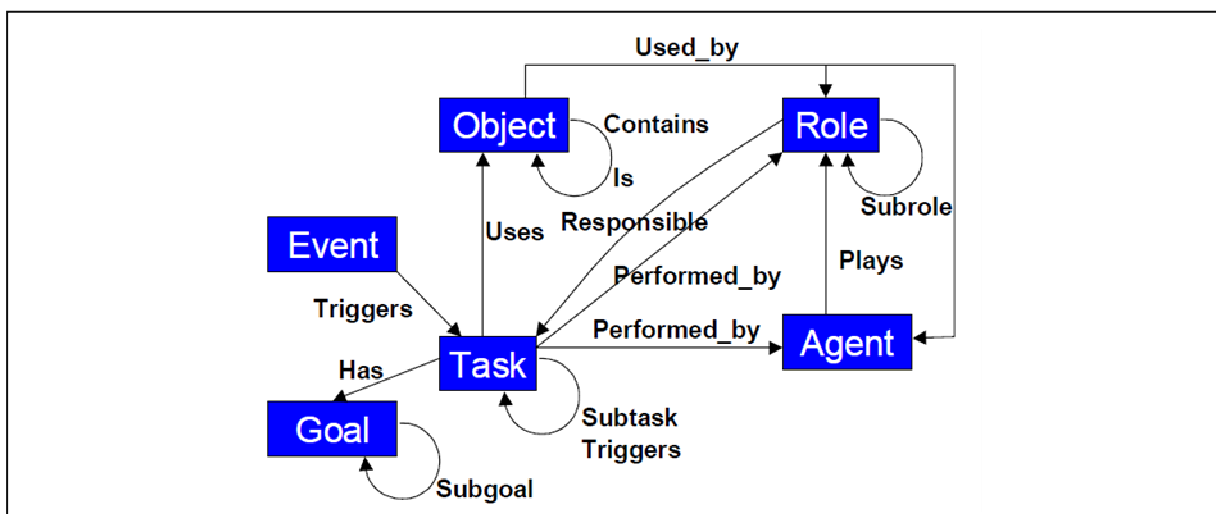 Used_by
Object
Contains
Role
Is
Subrole
Uses
Responsible
Event
Plays
Performed_by
Triggers
Performed_by
Agent
Task
Has
Subtask
Triggers
Goal
Subgoal